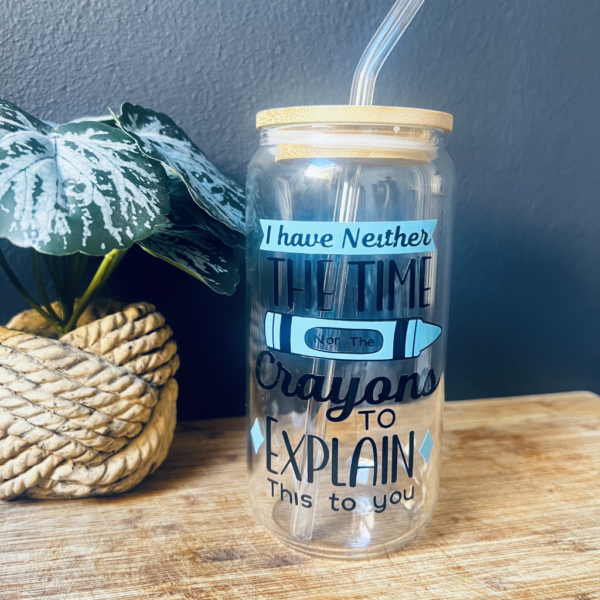 I have Neither
THE TIME
Nor The
Crayons
TO
EXPLAIN
This to you